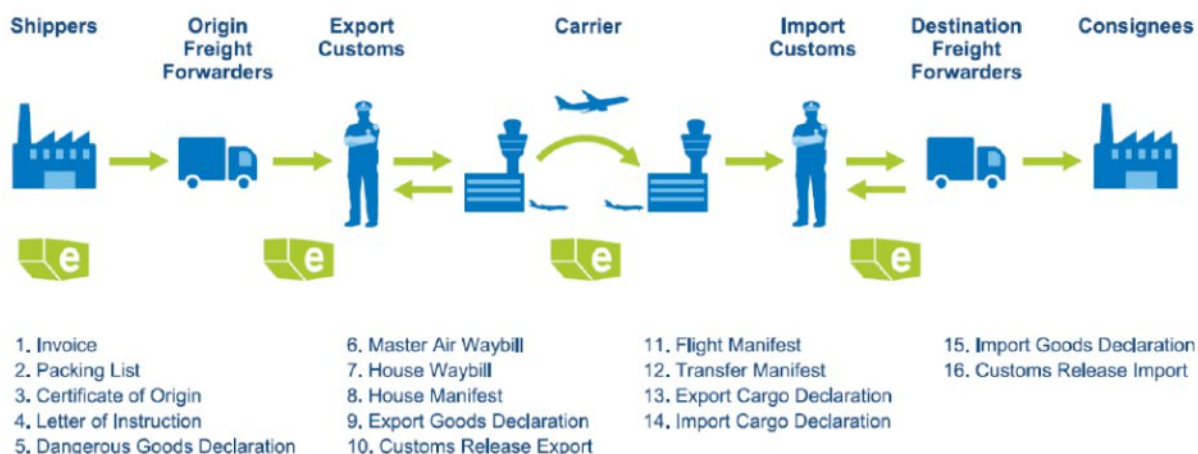 Shippers
Origin
Freight
Forwarders
Export
Customs
Carrier
Import
Customs
Destination
Freight
Forwarders
Consignees
e
e
e
e
1. Invoice
2. Packing List
3. Certificate of Origin
4. Letter of Instruction
5. Dangerous Goods Declaration
6. Master Air Waybill
7. House Waybill
8. House Manifest
9. Export Goods Declaration
10. Customs Release Export
11. Flight Manifest
12. Transfer Manifest
13. Export Cargo Declaration
14. Import Cargo Declaration
15. Import Goods Declaration
16. Customs Release Import